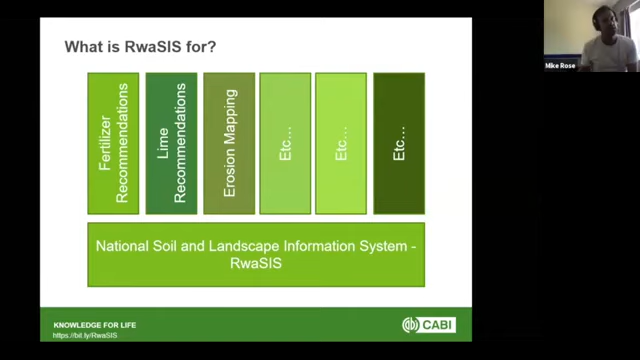 What is RwaSIS for?
Fertilizer
Recommendations
Lime
Recommendations
Erosion Mapping
Etc...
Etc...
Etc...
National Soil and Landscape Information System -
RwaSIS
KNOWLEDGE FOR LIFE
https://bit.ly/RwaSIS
CABI
Mike Rose